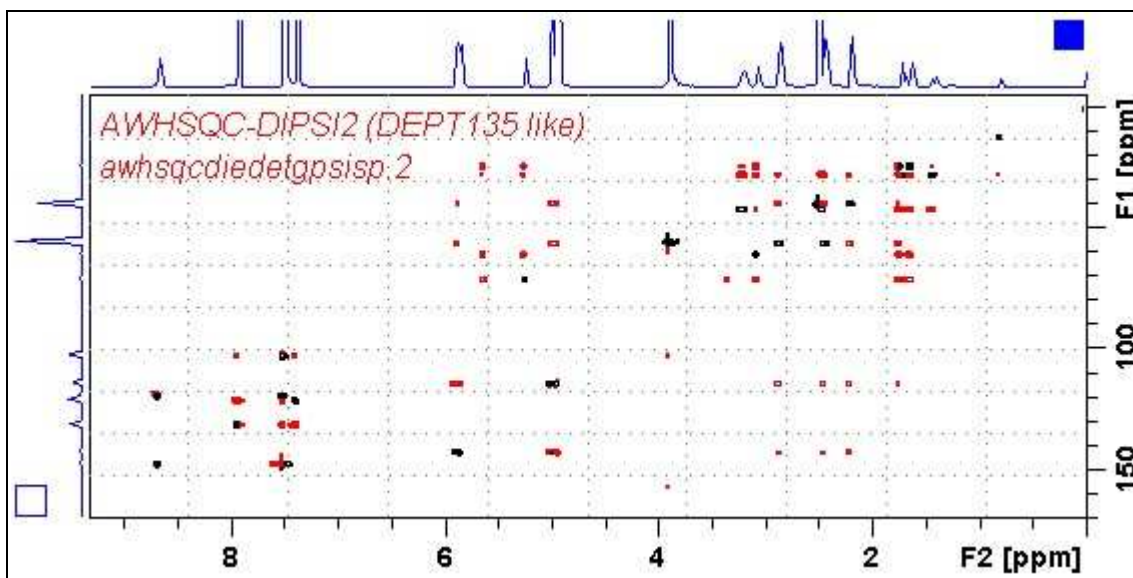 AWHSQC-DIPSI2 (DEPT135 like)
awhsqcdiedetgpsisp.2
F1 [ppm]
100
150
8
6
4
2
F2 [ppm]